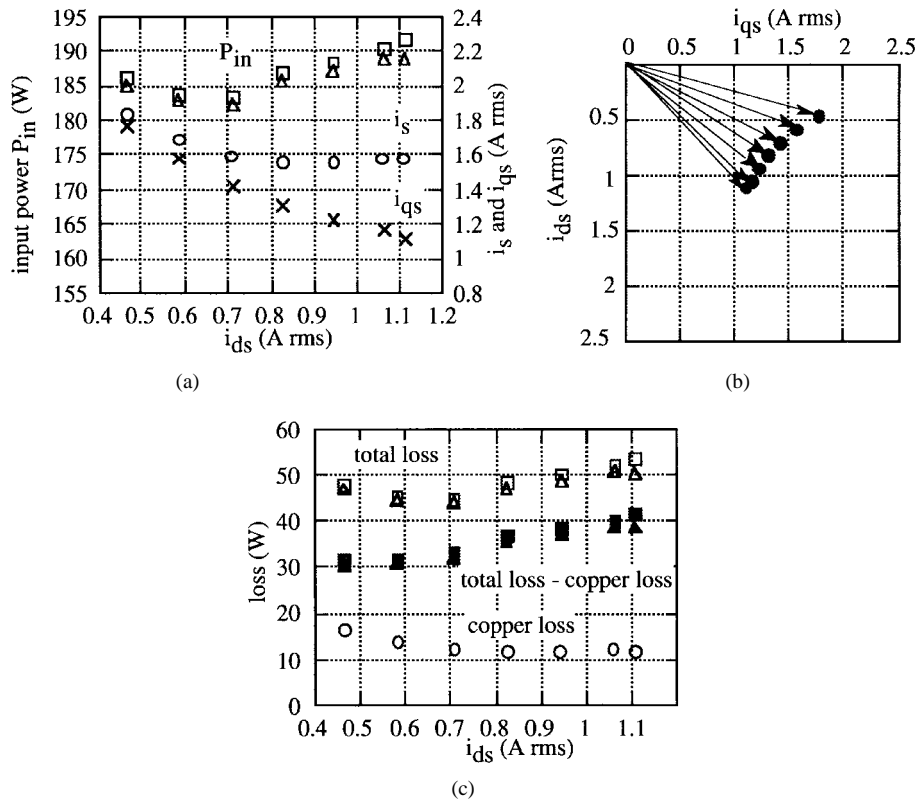 195
190
185
180
175
170
165
160
155
input power P_in (W)
2.4
2.2
2
1.8
1.6
1.4
1.2
1
0.8
i_s and i_qs (A rms)
P_in
i_s
i_qs
0.4 0.5 0.6 0.7 0.8 0.9 1 1.1 1.2
i_ds (A rms)
(a)
i_qs (A rms)
0 0.5 1 1.5 2 2.5
0.5
1
1.5
2
2.5
i_ds (Arms)
(b)
60
50
40
30
20
10
0
loss (W)
total loss
total loss - copper loss
copper loss
0.4 0.5 0.6 0.7 0.8 0.9 1 1.1
i_ds (A rms)
(c)